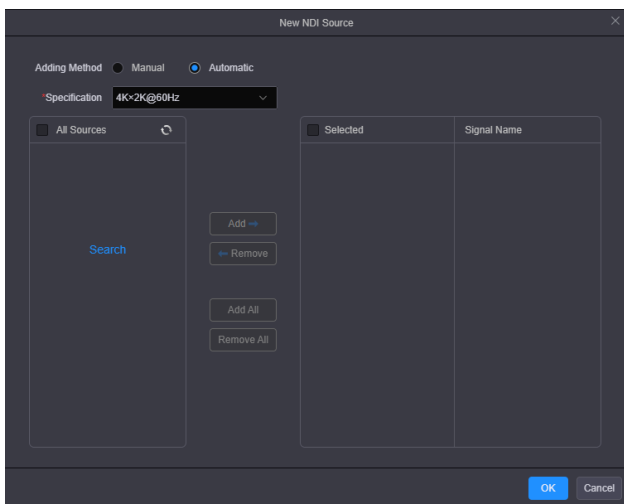 New NDI Source
Adding Method Manual Automatic
*Specification 4K×2K@60Hz
All Sources Selected Signal Name
Add
Search Remove
Add All
Remove All
OK Cancel